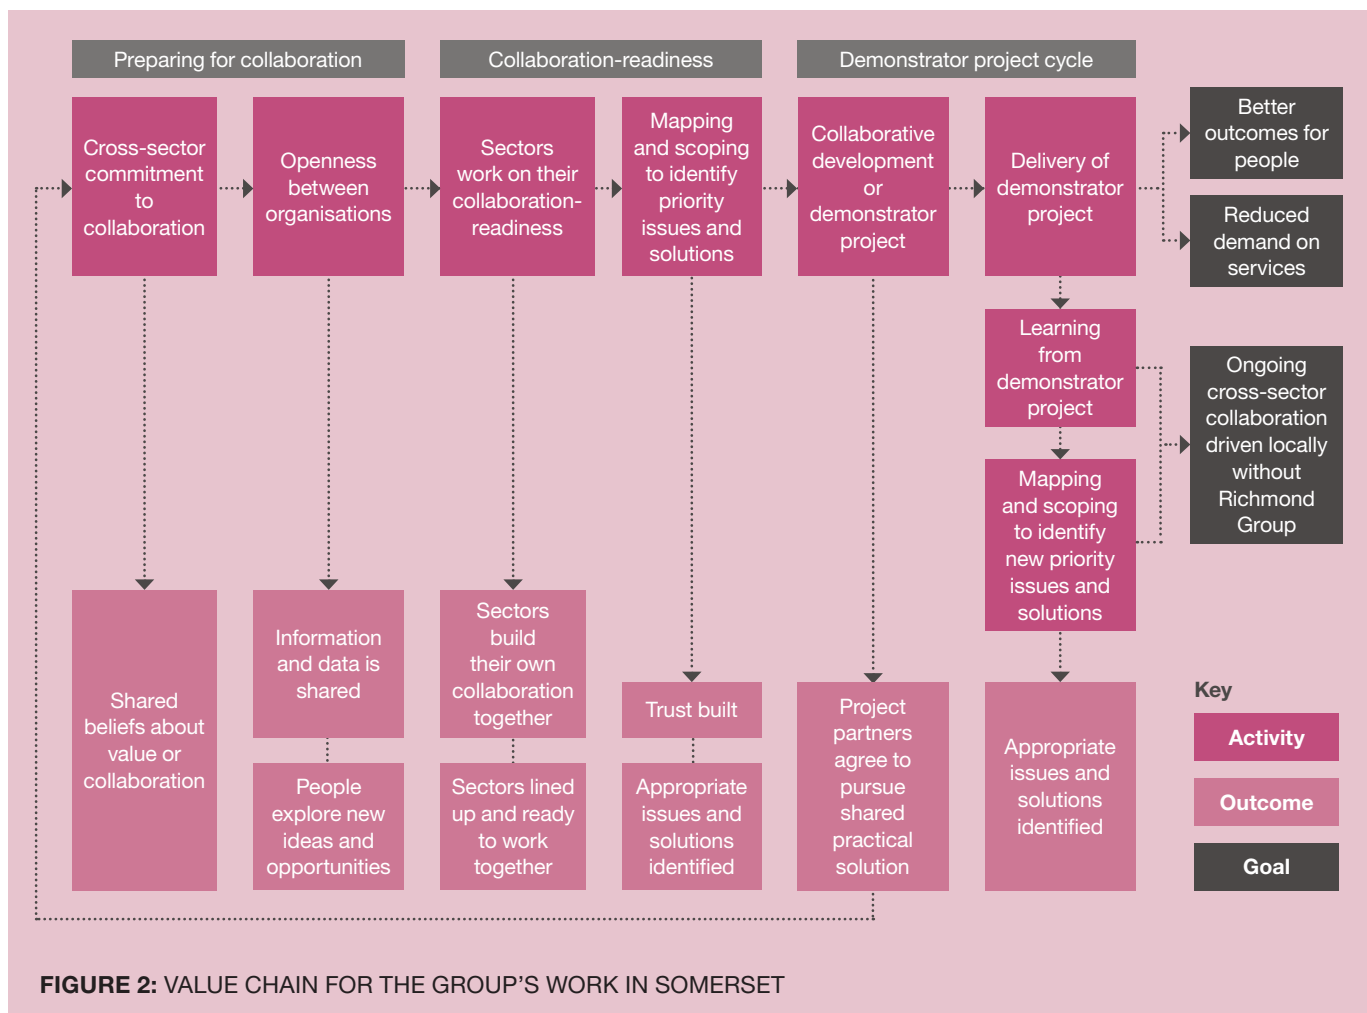 Preparing for collaboration
Collaboration-readiness
Demonstrator project cycle
Cross-sector
commitment
to
collaboration
Openness
between
organisations
Sectors
work on their
collaboration-
readiness
Mapping
and scoping
to identify
priority
issues and
solutions
Collaborative
development
or
demonstrator
project
Delivery of
demonstrator
project
Better
outcomes for
people
Reduced
demand on
services
Learning
from
demonstrator
project
Ongoing
cross-sector
collaboration
driven locally
without
Richmond
Group
Mapping
and scoping
to identify
new priority
issues and
solutions
Shared
beliefs about
value or
collaboration
Information
and data is
shared
People
explore new
ideas and
opportunities
Sectors
build
their own
collaboration
together
Sectors lined
up and ready
to work
together
Trust built
Appropriate
issues and
solutions
identified
Project
partners
agree to
pursue
shared
practical
solution
Appropriate
issues and
solutions
identified
Key
Activity
Outcome
Goal
FIGURE 2: VALUE CHAIN FOR THE GROUP'S WORK IN SOMERSET